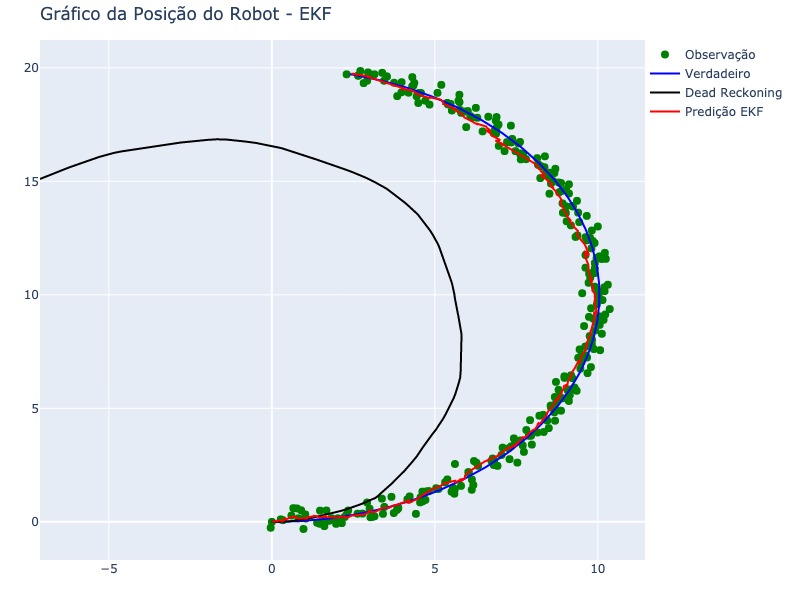 Gráfico da Posição do Robot - EKF
Observação
Verdadeiro
Dead Reckoning
Predição EKF
20
15
10
5
0
−5
0
5
10